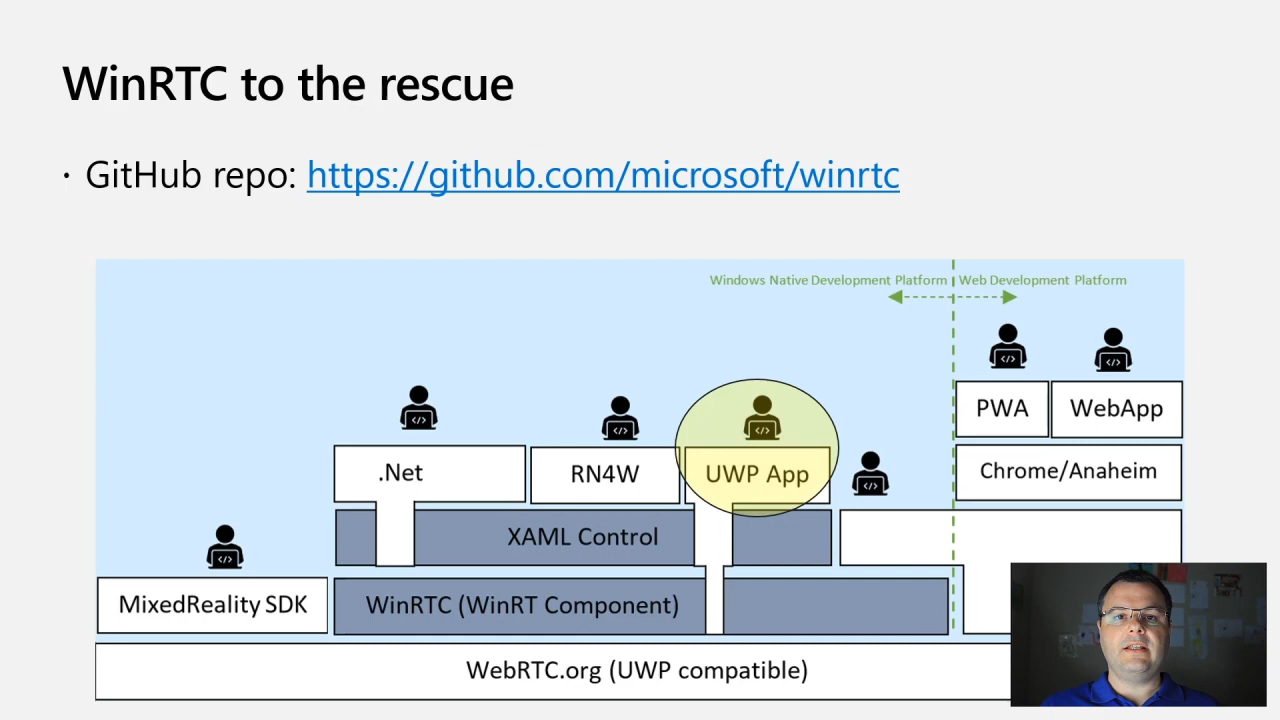 WinRTC to the rescue
· GitHub repo: https://github.com/microsoft/winrtc
Windows Native Development Platform
Web Development Platform
PWA
WebApp
.Net
RN4W
UWP App
Chrome/Anaheim
XAML Control
MixedReality SDK
WinRTC (WinRT Component)
WebRTC.org (UWP compatible)